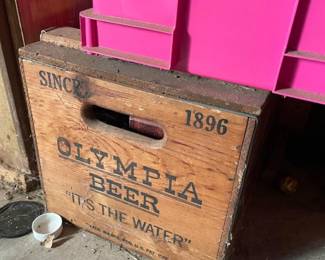 SINCE 1896
OLYMPIA
BEER
"IT'S THE WATER"